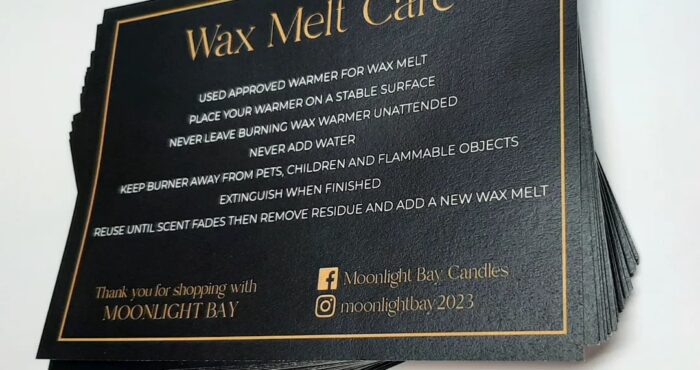 Wax Melt Care
USED APPROVED WARMER FOR WAX MELT
PLACE YOUR WARMER ON A STABLE SURFACE
NEVER LEAVE BURNING WAX WARMER UNATTENDED
NEVER ADD WATER
KEEP BURNER AWAY FROM PETS, CHILDREN AND FLAMMABLE OBJECTS
EXTINGUISH WHEN FINISHED
REUSE UNTIL SCENT FADES THEN REMOVE RESIDUE AND ADD A NEW WAX MELT
Thank you for shopping with
MOONLIGHT BAY
Moonlight Bay Candles
moonlightbay2023